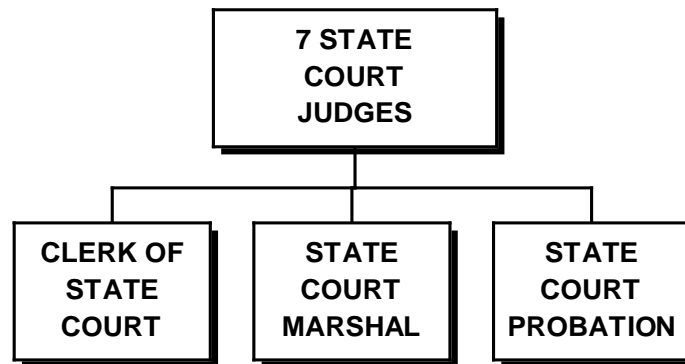 7 STATE
COURT
JUDGES
CLERK OF
STATE
COURT
STATE
COURT
MARSHAL
STATE
COURT
PROBATION